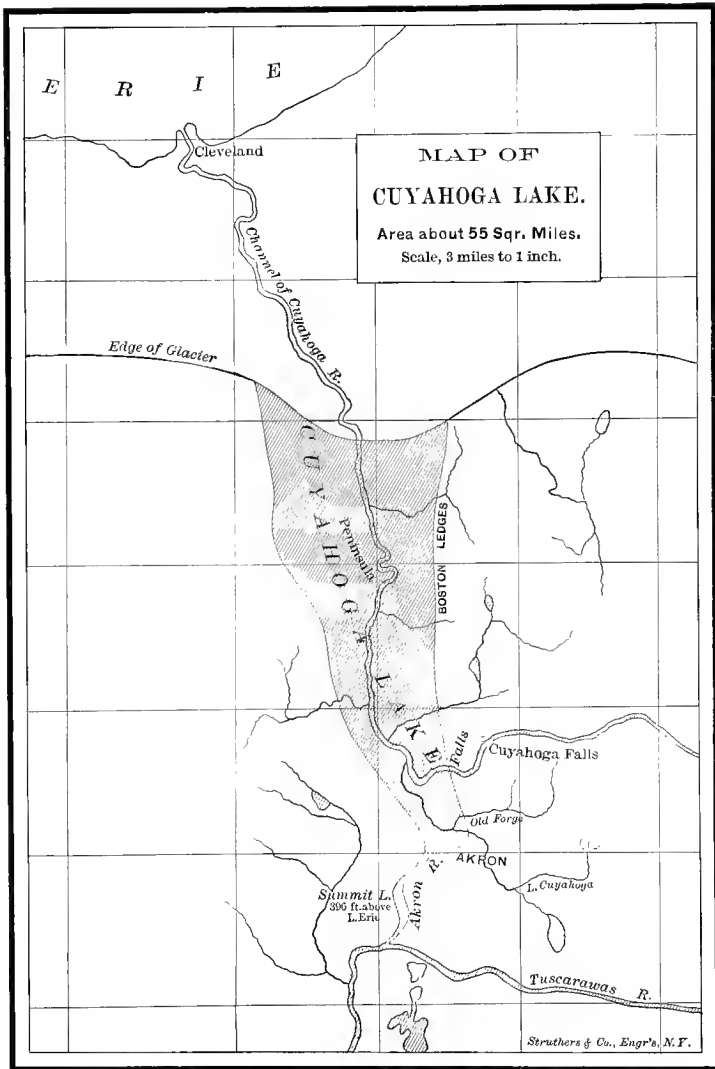 ERIE
Cleveland
MAP OF
CUYAHOGA LAKE.
Area about 55 Sqr. Miles.
Scale, 3 miles to 1 inch.
Channel of Cuyahoga R.
Edge of Glacier
CUYAHOGA LAKE
Peninsula
BOSTON LEDGES
Falls
Cuyahoga Falls
Old Forge
AKRON
Akron R.
L. Cuyahoga
Summit L.
396 ft. above
L. Erie
Tuscarawas R.
Struthers & Co., Engr's, N.Y.